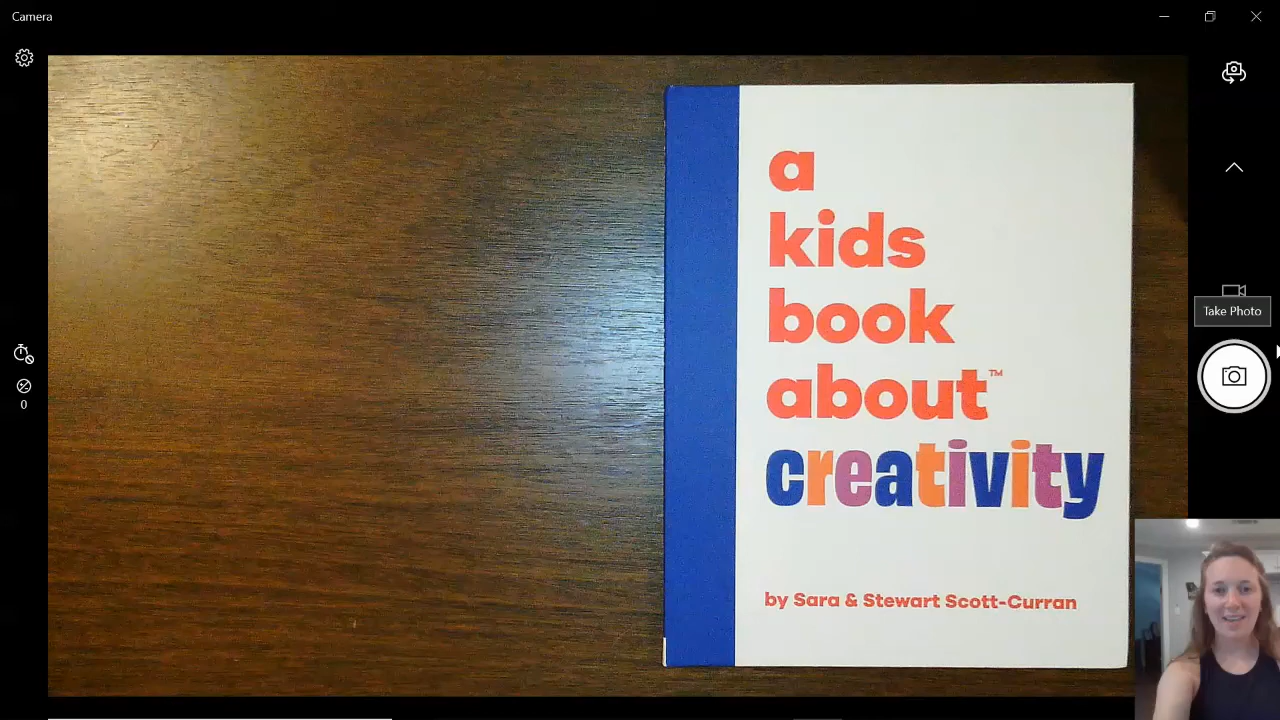 Camera
a
kids
book
about™
creativity
by Sara & Stewart Scott-Curran
Take Photo
0